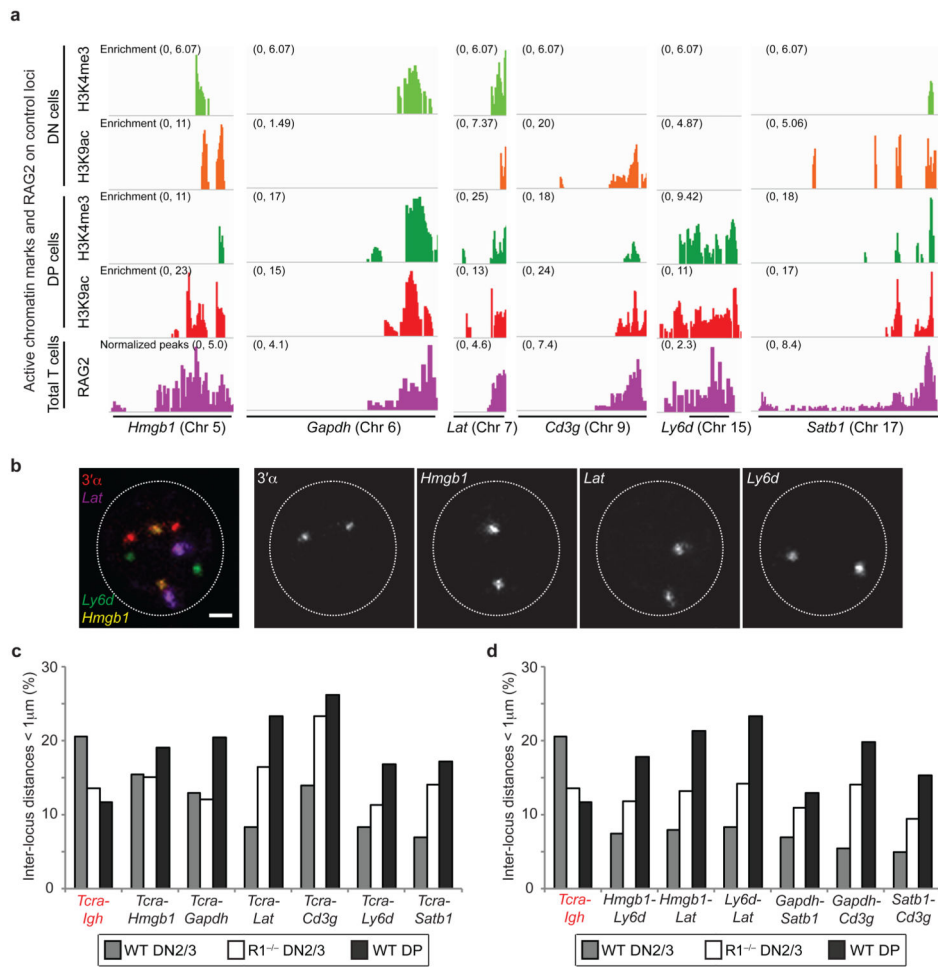 a
Active chromatin marks and RAG2 on control loci
DN cells
H3K4me3
Enrichment (0, 6.07)
(0, 6.07)
(0, 6.07)
(0, 6.07)
(0, 6.07)
(0, 6.07)
H3K9ac
Enrichment (0, 11)
(0, 1.49)
(0, 7.37)
(0, 20)
(0, 4.87)
(0, 5.06)
DP cells
H3K4me3
Enrichment (0, 11)
(0, 17)
(0, 25)
(0, 18)
(0, 9.42)
(0, 18)
H3K9ac
Enrichment (0, 23)
(0, 15)
(0, 13)
(0, 24)
(0, 11)
(0, 17)
Total T cells
RAG2
Normalized peaks (0, 5.0)
(0, 4.1)
(0, 4.6)
(0, 7.4)
(0, 2.3)
(0, 8.4)
Hmgb1 (Chr 5)
Gapdh (Chr 6)
Lat (Chr 7)
Cd3g (Chr 9)
Ly6d (Chr 15)
Satb1 (Chr 17)
b
3′α
Lat
Ly6d
Hmgb1
3′α
Hmgb1
Lat
Ly6d
c
Inter-locus distances < 1μm (%)
30
20
10
0
Tcra-
Igh
Tcra-
Hmgb1
Tcra-
Gapdh
Tcra-
Lat
Tcra-
Cd3g
Tcra-
Ly6d
Tcra-
Satb1
WT DN2/3
R1−/− DN2/3
WT DP
d
Inter-locus distances < 1μm (%)
30
20
10
0
Tcra-
Igh
Hmgb1-
Ly6d
Hmgb1-
Lat
Ly6d-
Lat
Gapdh-
Satb1
Gapdh-
Cd3g
Satb1-
Cd3g
WT DN2/3
R1−/− DN2/3
WT DP